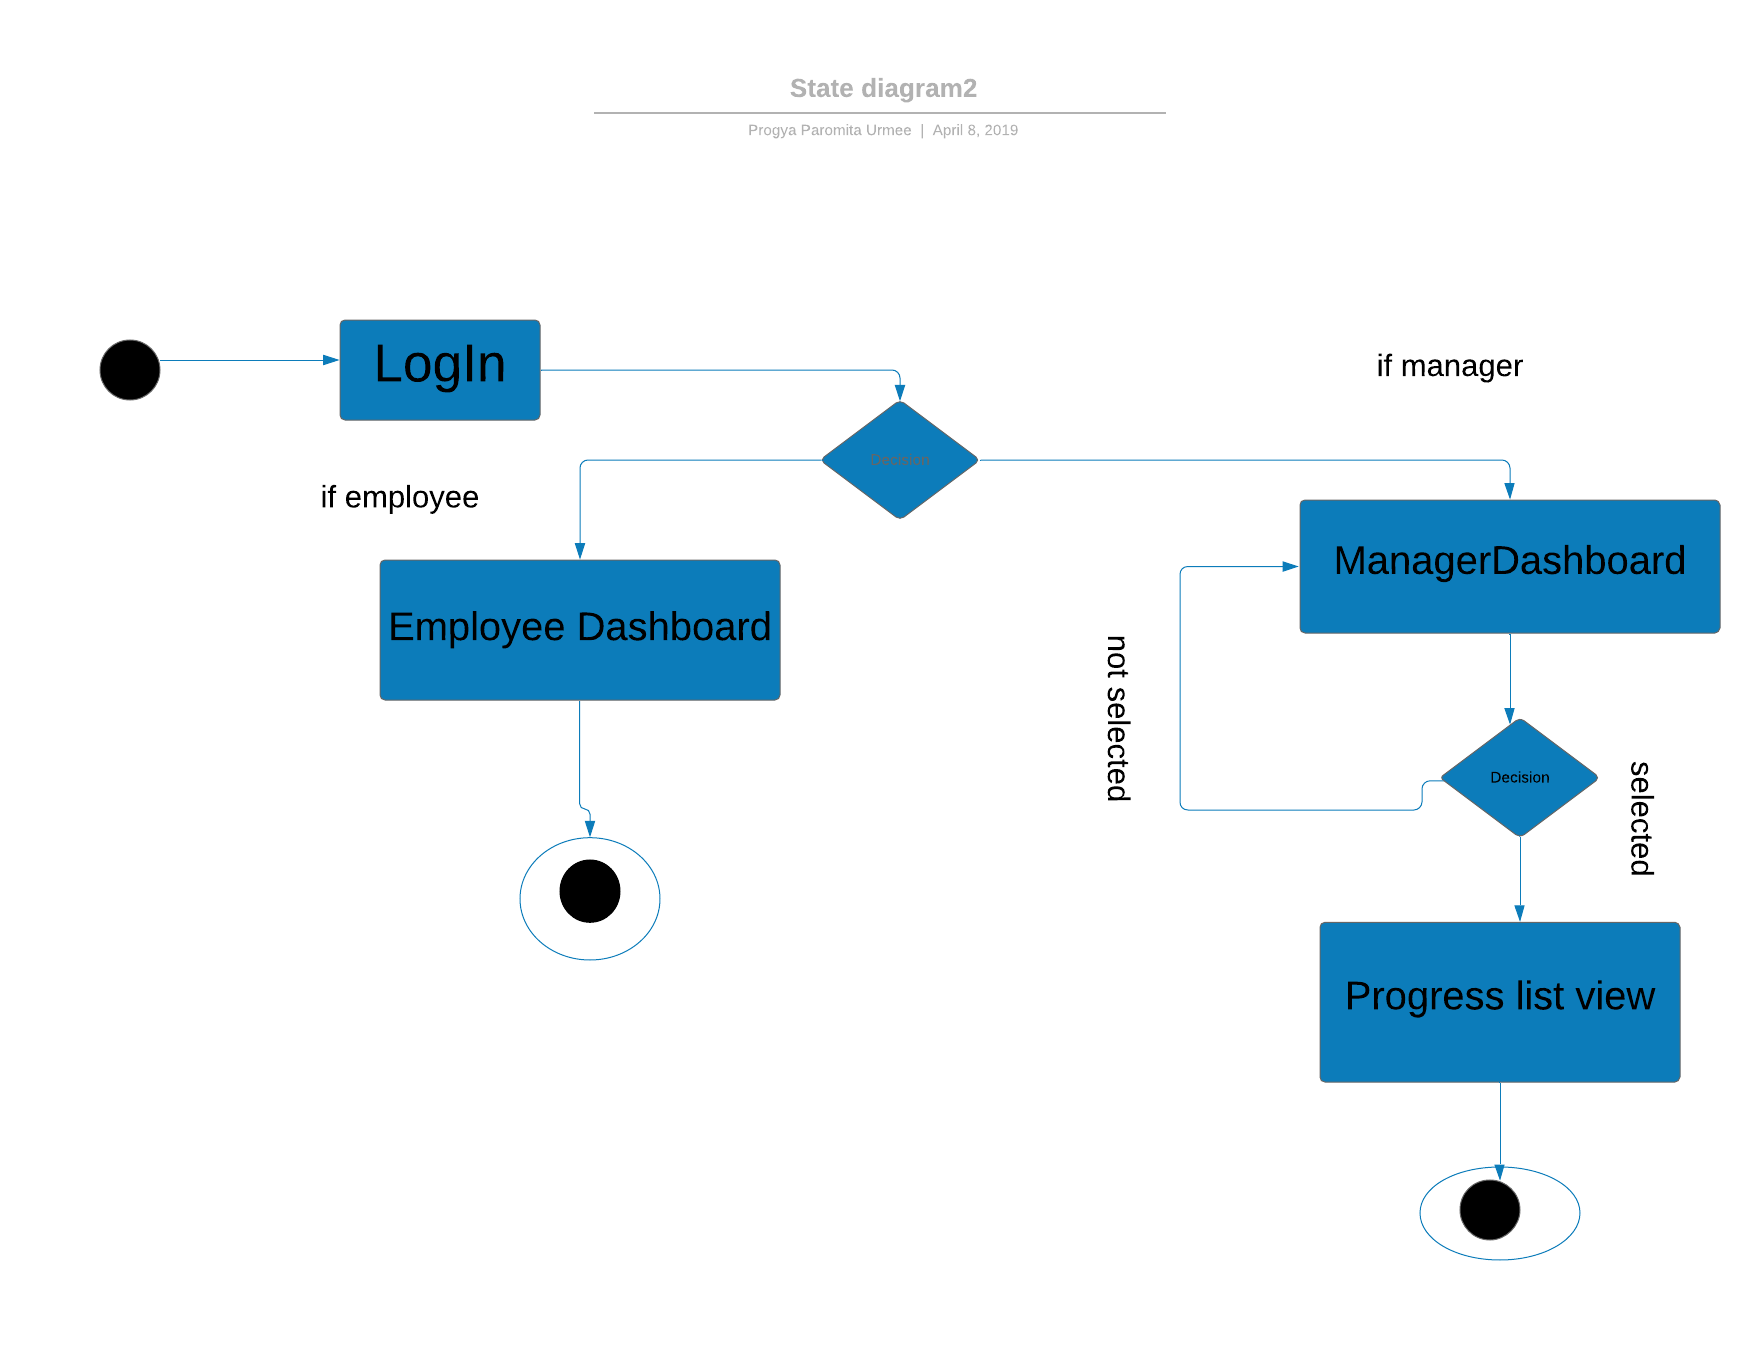 State diagram2
Progya Paromita Urmee | April 8, 2019
LogIn
if manager
Decision
if employee
ManagerDashboard
Employee Dashboard
not selected
Decision
selected
Progress list view